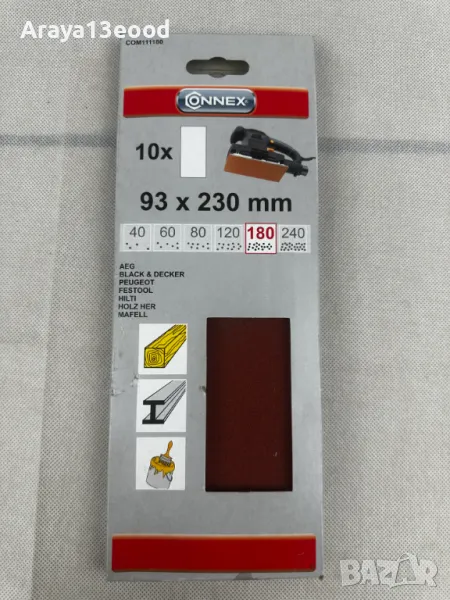 Araya13eood
COM111180
CONNEX
10x
93 x 230 mm
40 60 80 120 180 240
AEG
BLACK & DECKER
PEUGEOT
FESTOOL
HILTI
HOLZ HER
MAFELL
BAZAR